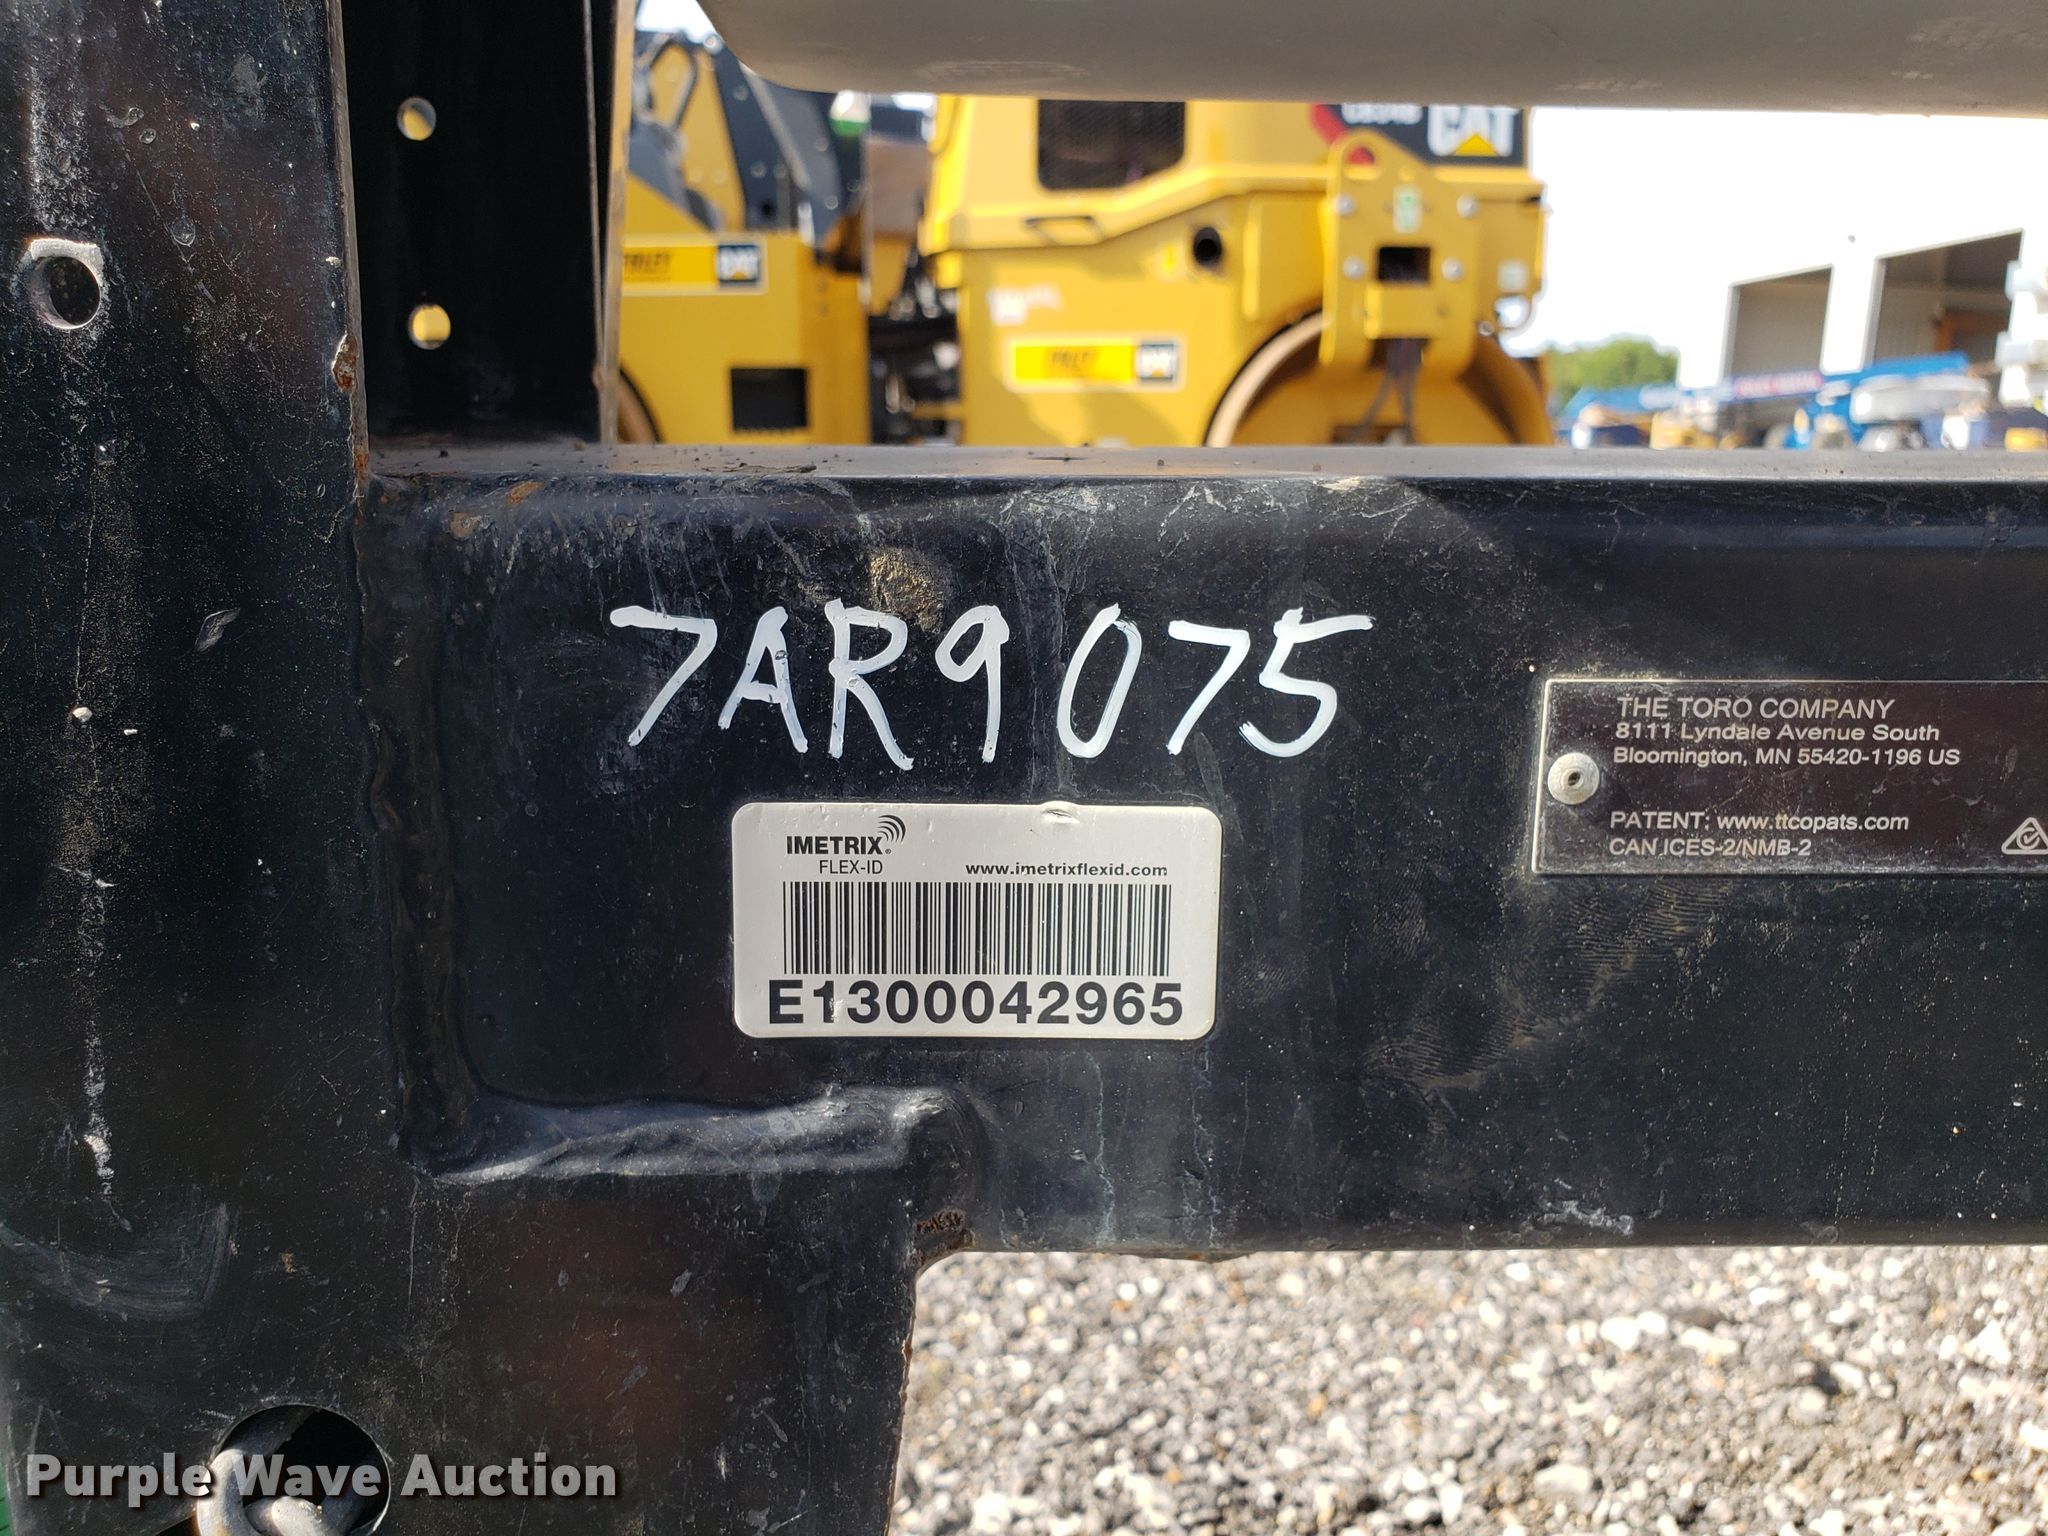 CAT
7AR9075
THE TORO COMPANY
8111 Lyndale Avenue South
Bloomington, MN 55420-1196 US
PATENT: www.ttcopats.com
CAN ICES-2/NMB-2
IMETRIX®
FLEX-ID
www.imetrixflexid.com
E1300042965
Purple Wave Auction